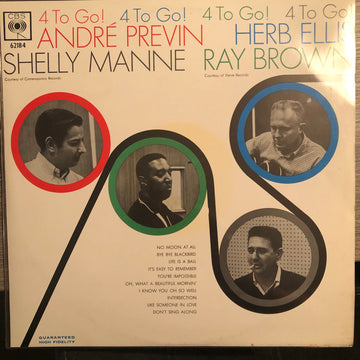 CBS
62184
4 To Go! 4 To Go! 4 To Go! 4 To Go!
ANDRÉ PREVIN HERB ELLIS
SHELLY MANNE RAY BROWN
Courtesy of Contemporary Records Courtesy of Verve Records
NO MOON AT ALL
BYE BYE BLACKBIRD
LIFE IS A BALL
IT'S EASY TO REMEMBER
YOU'RE IMPOSSIBLE
OH, WHAT A BEAUTIFUL MORNIN'
I KNOW YOU OH SO WELL
INTERSECTION
LIKE SOMEONE IN LOVE
DON'T SING ALONG
GUARANTEED
HIGH FIDELITY